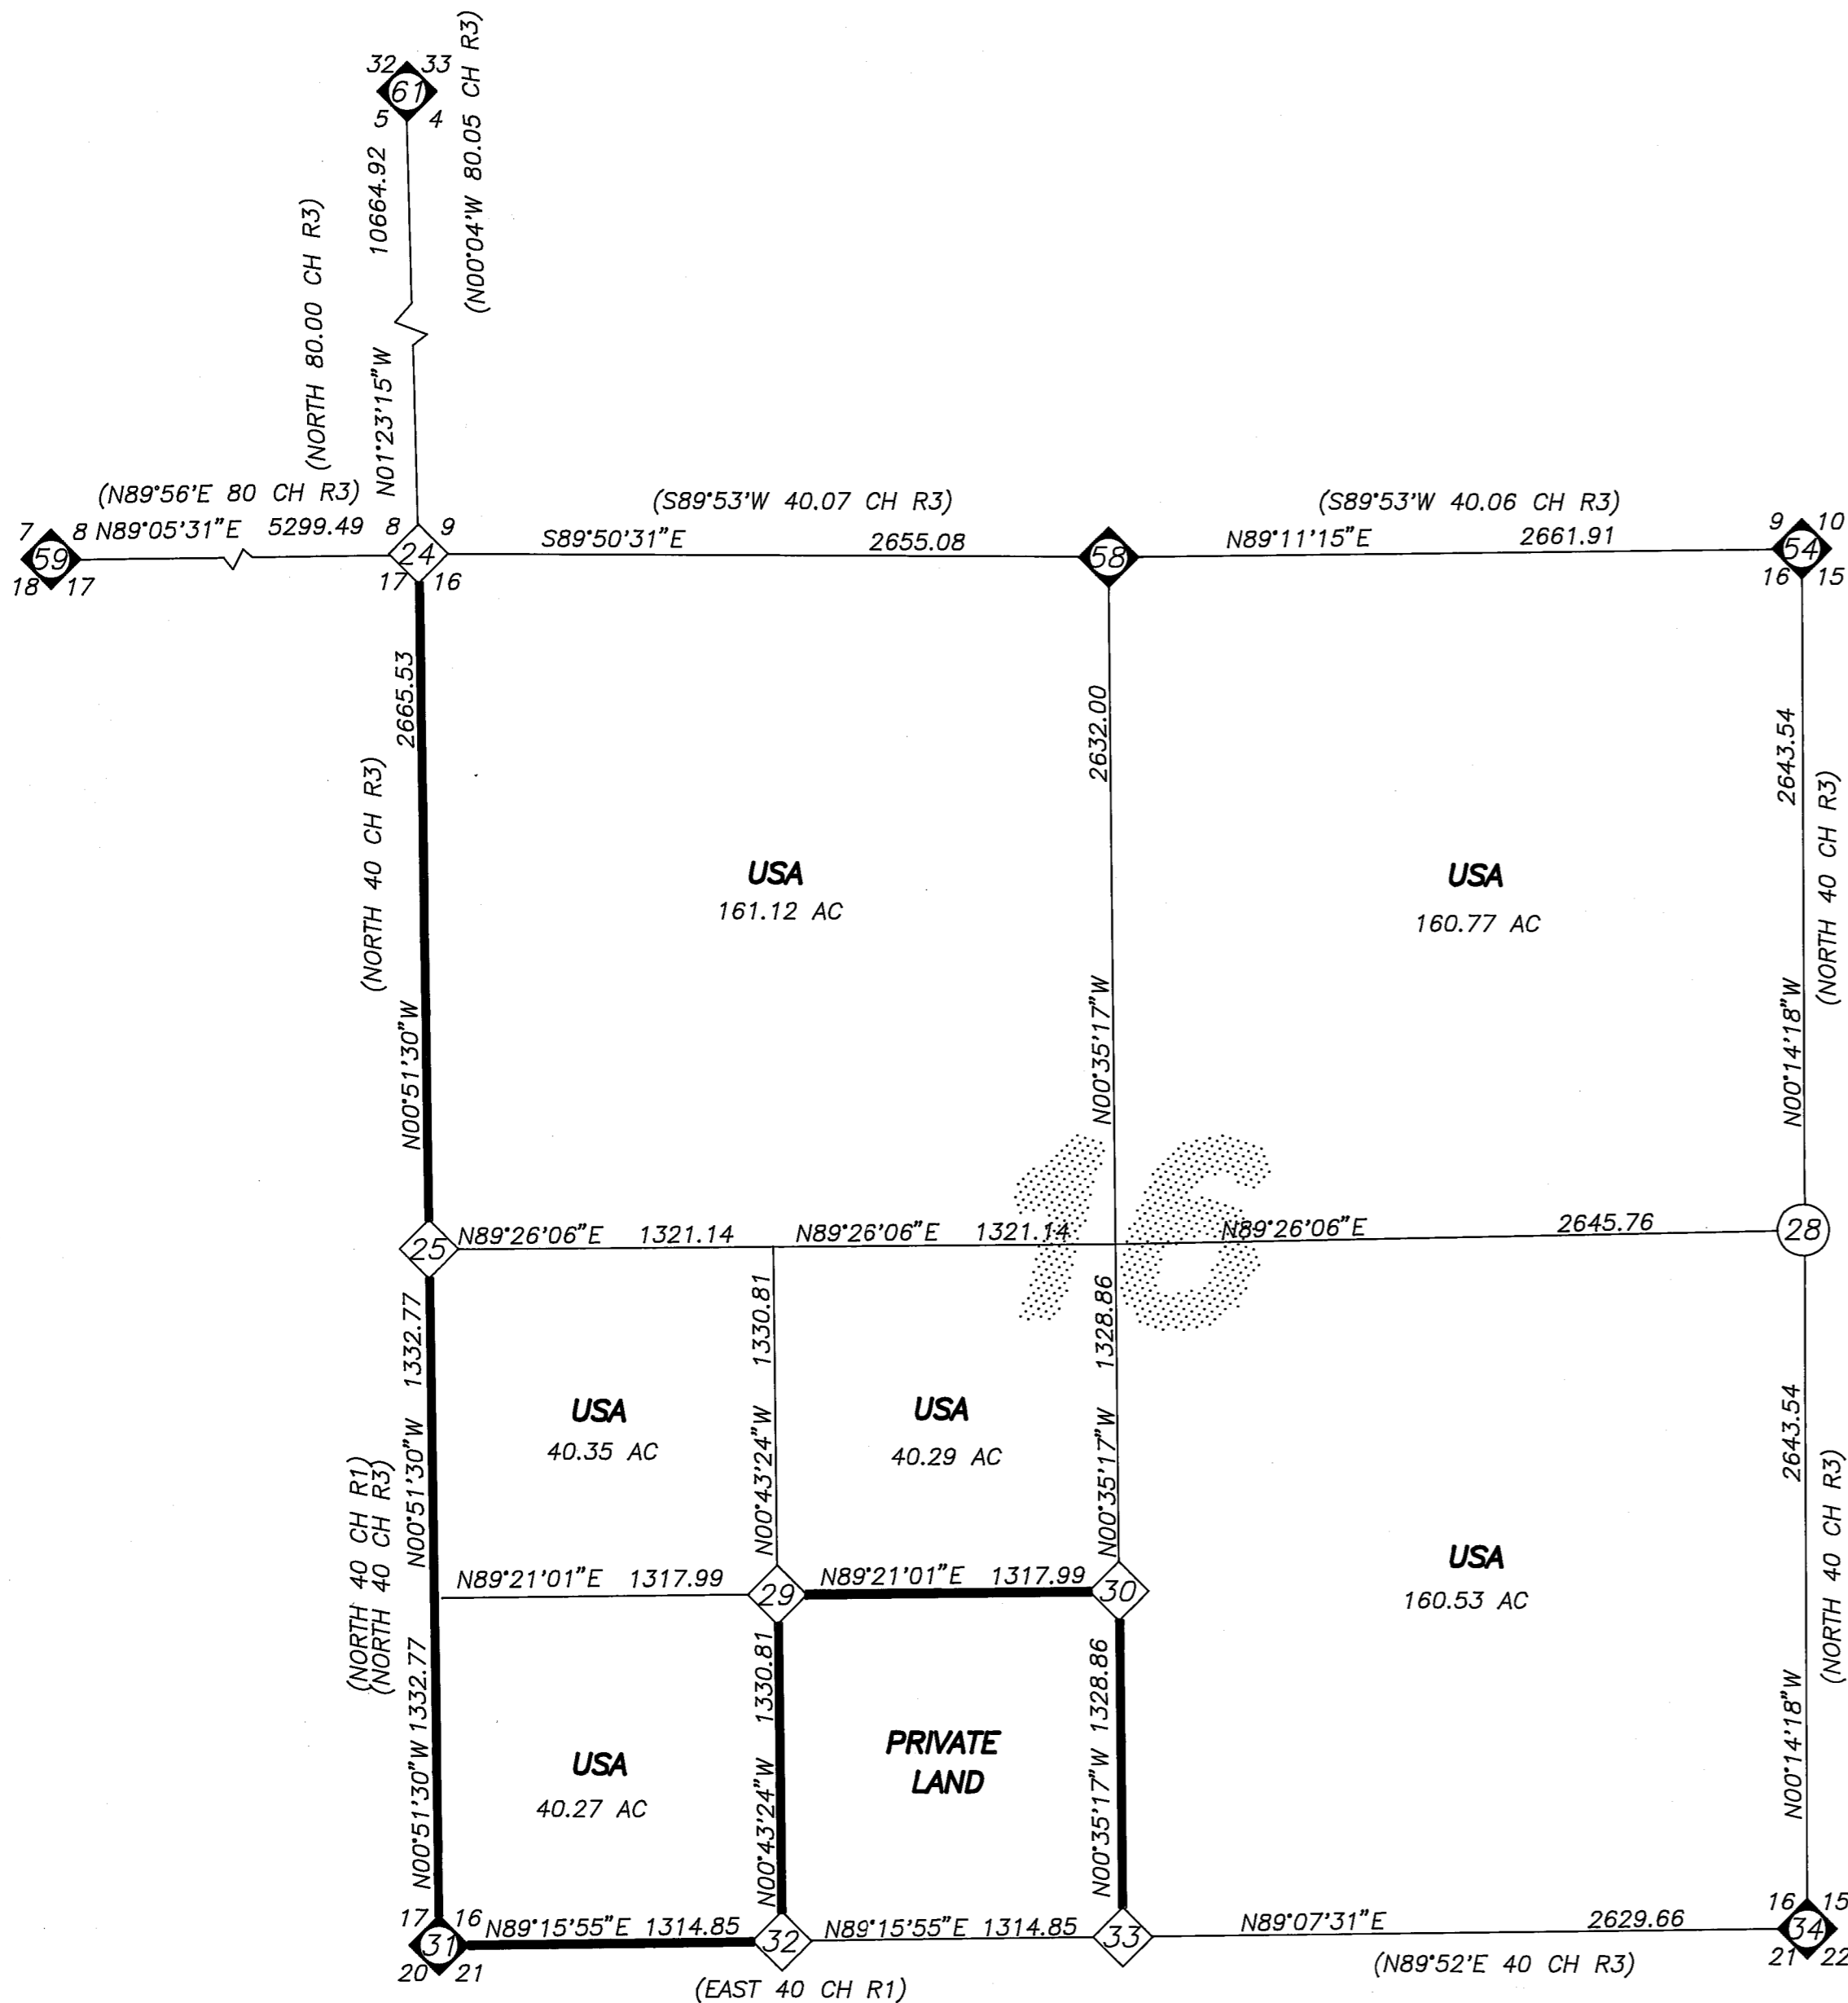 32 33
61
5 4
10664.92
(N00°04'W 80.05 CH R3)
(NORTH 80.00 CH R3)
N01°23'15"W
(N89°56'E 80 CH R3)
7 8 N89°05'31"E 5299.49 8 9
59
18 17
24
17 16
(S89°53'W 40.07 CH R3)
S89°50'31"E 2655.08
58
(S89°53'W 40.06 CH R3)
N89°11'15"E 2661.91
9 10
54
16 15
2665.53
(NORTH 40 CH R3)
N00°51'30"W
2632.00
N00°35'17"W
2643.54
(NORTH 40 CH R3)
N00°14'18"W
USA
161.12 AC
USA
160.77 AC
16
25
N89°26'06"E 1321.14
N89°26'06"E 1321.14
N89°26'06"E 2645.76
28
1332.77
N00°51'30"W
(NORTH 40 CH R1)
(NORTH 40 CH R3)
1330.81
N00°43'24"W
1328.86
N00°35'17"W
2643.54
(NORTH 40 CH R3)
N00°14'18"W
USA
40.35 AC
USA
40.29 AC
USA
160.53 AC
N89°21'01"E 1317.99
29
N89°21'01"E 1317.99
30
N00°51'30"W 1332.77
1330.81
N00°43'24"W
N00°35'17"W 1328.86
PRIVATE
LAND
USA
40.27 AC
17 16
31
20 21
N89°15'55"E 1314.85
32
N89°15'55"E 1314.85
33
N89°07'31"E 2629.66
16 15
34
21 22
(EAST 40 CH R1)
(N89°52'E 40 CH R3)